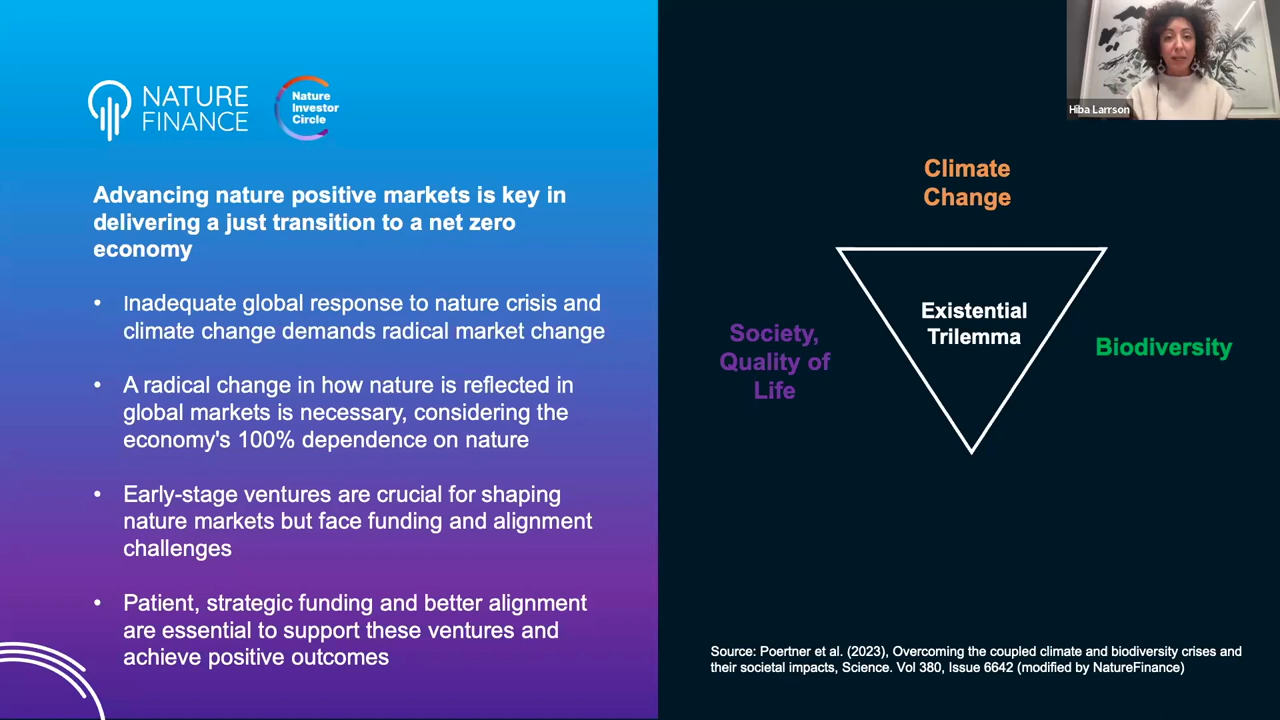 NATURE
FINANCE
Nature
Investor
Circle
Advancing nature positive markets is key in
delivering a just transition to a net zero
economy
• Inadequate global response to nature crisis and
climate change demands radical market change
• A radical change in how nature is reflected in
global markets is necessary, considering the
economy's 100% dependence on nature
• Early-stage ventures are crucial for shaping
nature markets but face funding and alignment
challenges
• Patient, strategic funding and better alignment
are essential to support these ventures and
achieve positive outcomes
Hiba Larrson
Climate
Change
Existential
Trilemma
Society,
Quality of
Life
Biodiversity
Source: Poertner et al. (2023), Overcoming the coupled climate and biodiversity crises and
their societal impacts, Science. Vol 380, Issue 6642 (modified by NatureFinance)